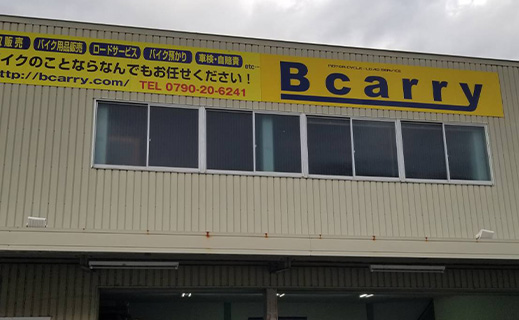 販売 バイク用品販売 ロードサービス バイク預かり 車検・自賠責 etc…
イクのことならなんでもお任せください！
http://bcarry.com/ TEL 0790-20-6241
Bcarry